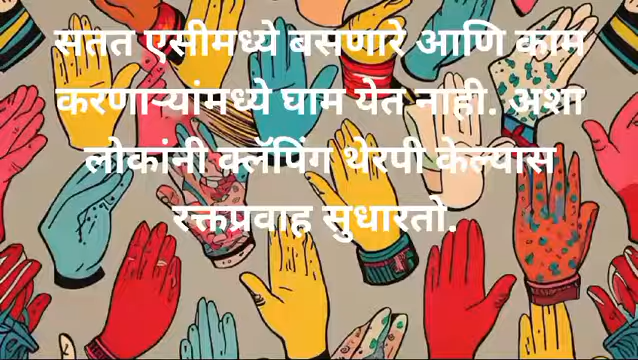 सतत एसीमध्ये बसणारे आणि काम
करणाऱ्यांमध्ये घाम येत नाही. अशा
लोकांनी क्लॅपिंग थेरपी केल्यास
रक्तप्रवाह सुधारतो.